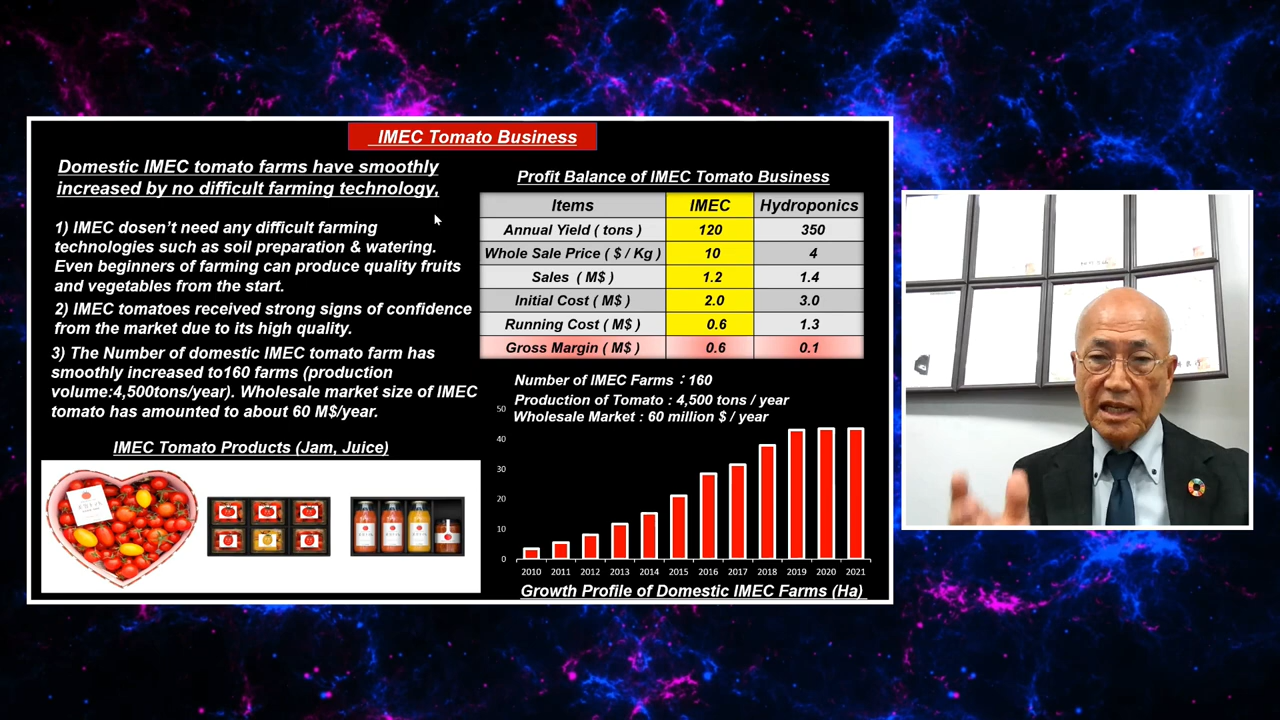 IMEC Tomato Business
Domestic IMEC tomato farms have smoothly
increased by no difficult farming technology,
1) IMEC dosen't need any difficult farming
technologies such as soil preparation & watering.
Even beginners of farming can produce quality fruits
and vegetables from the start.
2) IMEC tomatoes received strong signs of confidence
from the market due to its high quality.
3) The Number of domestic IMEC tomato farm has
smoothly increased to160 farms (production
volume:4,500tons/year). Wholesale market size of IMEC
tomato has amounted to about 60 M$/year.
IMEC Tomato Products (Jam, Juice)
Profit Balance of IMEC Tomato Business
Items IMEC Hydroponics
Annual Yield ( tons ) 120 350
Whole Sale Price ( $ / Kg ) 10 4
Sales ( M$ ) 1.2 1.4
Initial Cost ( M$ ) 2.0 3.0
Running Cost ( M$ ) 0.6 1.3
Gross Margin ( M$ ) 0.6 0.1
Number of IMEC Farms : 160
Production of Tomato : 4,500 tons / year
Wholesale Market : 60 million $ / year
50
40
30
20
10
0
2010 2011 2012 2013 2014 2015 2016 2017 2018 2019 2020 2021
Growth Profile of Domestic IMEC Farms (Ha)